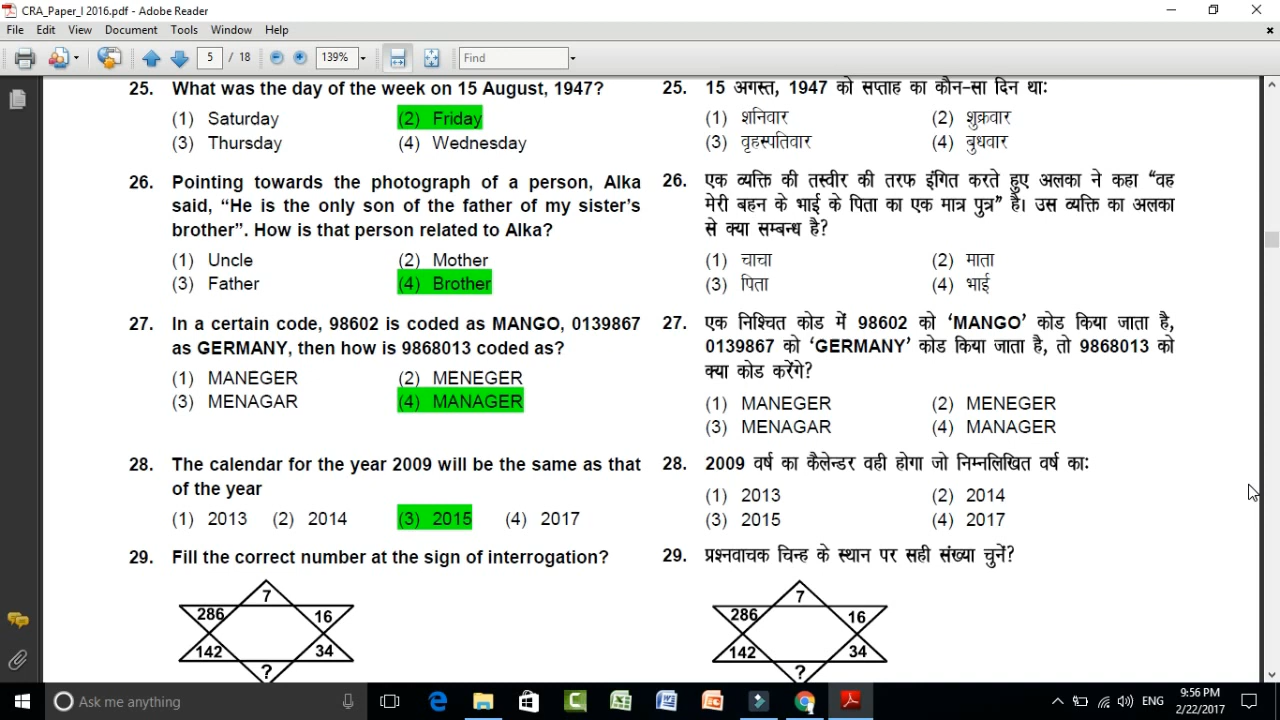 CRA_Paper_I 2016.pdf - Adobe Reader
File Edit View Document Tools Window Help
5 / 18 139% Find
25. What was the day of the week on 15 August, 1947?
(1) Saturday (2) Friday
(3) Thursday (4) Wednesday
26. Pointing towards the photograph of a person, Alka
said, “He is the only son of the father of my sister’s
brother”. How is that person related to Alka?
(1) Uncle (2) Mother
(3) Father (4) Brother
27. In a certain code, 98602 is coded as MANGO, 0139867
as GERMANY, then how is 9868013 coded as?
(1) MANEGER (2) MENEGER
(3) MENAGAR (4) MANAGER
28. The calendar for the year 2009 will be the same as that
of the year
(1) 2013 (2) 2014 (3) 2015 (4) 2017
29. Fill the correct number at the sign of interrogation?
7
286 16
142 34
?
25. 15 अगस्त, 1947 को सप्ताह का कौन-सा दिन था:
(1) शनिवार (2) शुक्रवार
(3) वृहस्पतिवार (4) बुधवार
26. एक व्यक्ति की तस्वीर की तरफ इंगित करते हुए अलका ने कहा “वह
मेरी बहन के भाई के पिता का एक मात्र पुत्र” है। उस व्यक्ति का अलका
से क्या सम्बन्ध है?
(1) चाचा (2) माता
(3) पिता (4) भाई
27. एक निश्चित कोड में 98602 को ‘MANGO’ कोड किया जाता है,
0139867 को ‘GERMANY’ कोड किया जाता है, तो 9868013 को
क्या कोड करेंगे?
(1) MANEGER (2) MENEGER
(3) MENAGAR (4) MANAGER
28. 2009 वर्ष का कैलेन्डर वही होगा जो निम्नलिखित वर्ष का:
(1) 2013 (2) 2014
(3) 2015 (4) 2017
29. प्रश्नवाचक चिन्ह के स्थान पर सही संख्या चुनें?
7
286 16
142 34
?
Ask me anything
ENG
9:56 PM
2/22/2017